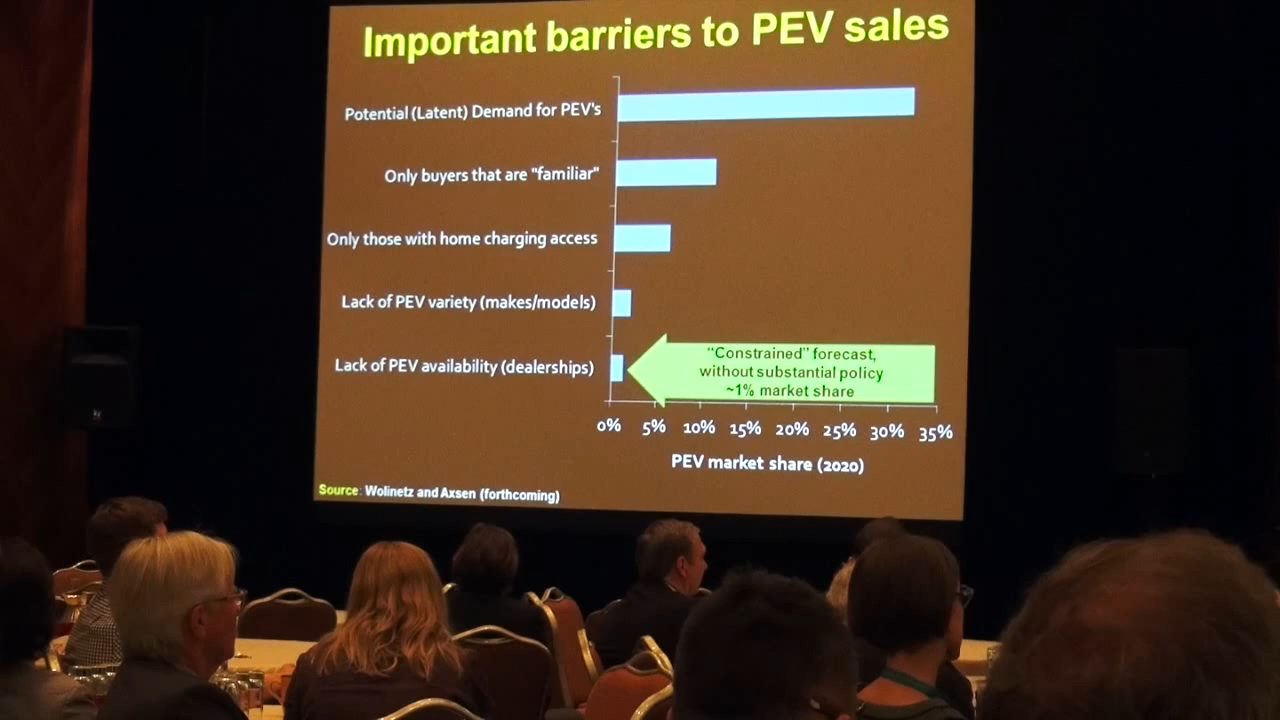 Important barriers to PEV sales
Potential (Latent) Demand for PEV's
Only buyers that are "familiar"
Only those with home charging access
Lack of PEV variety (makes/models)
Lack of PEV availability (dealerships)
“Constrained” forecast,
without substantial policy
~1% market share
0% 5% 10% 15% 20% 25% 30% 35%
PEV market share (2020)
Source: Wolinetz and Axsen (forthcoming)